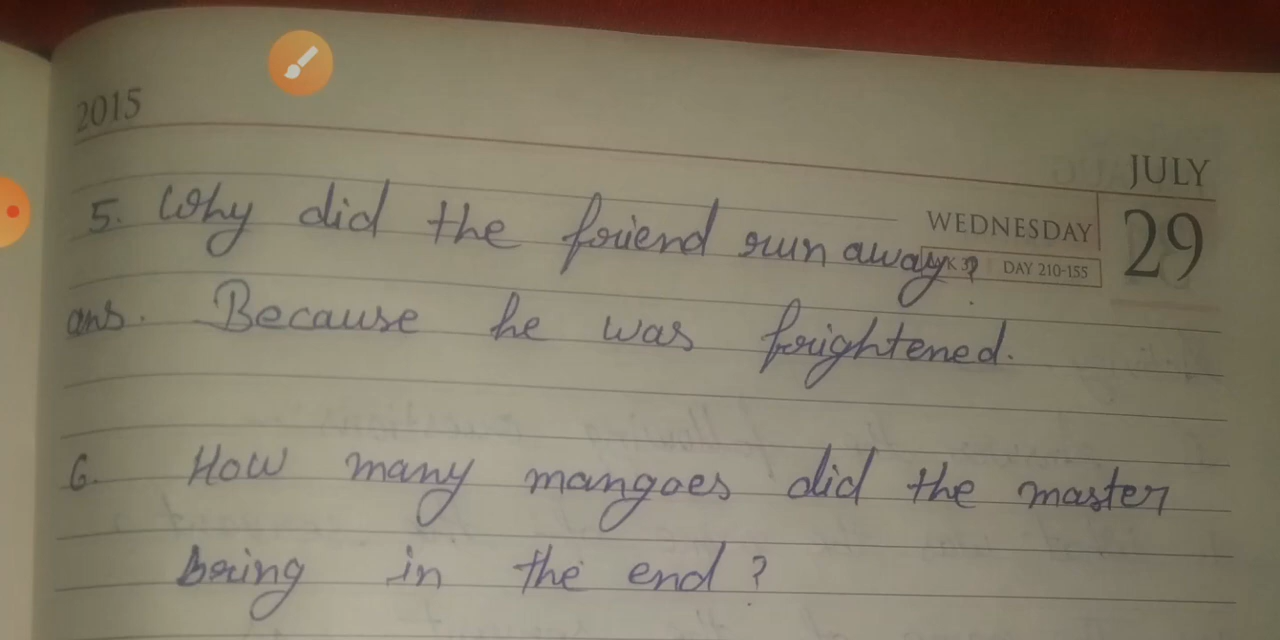 2015
JULY
WEDNESDAY
29
DAY 210-155
5. Why did the friend run away?
ans. Because he was frightened.
6. How many mangoes did the master
bring in the end?